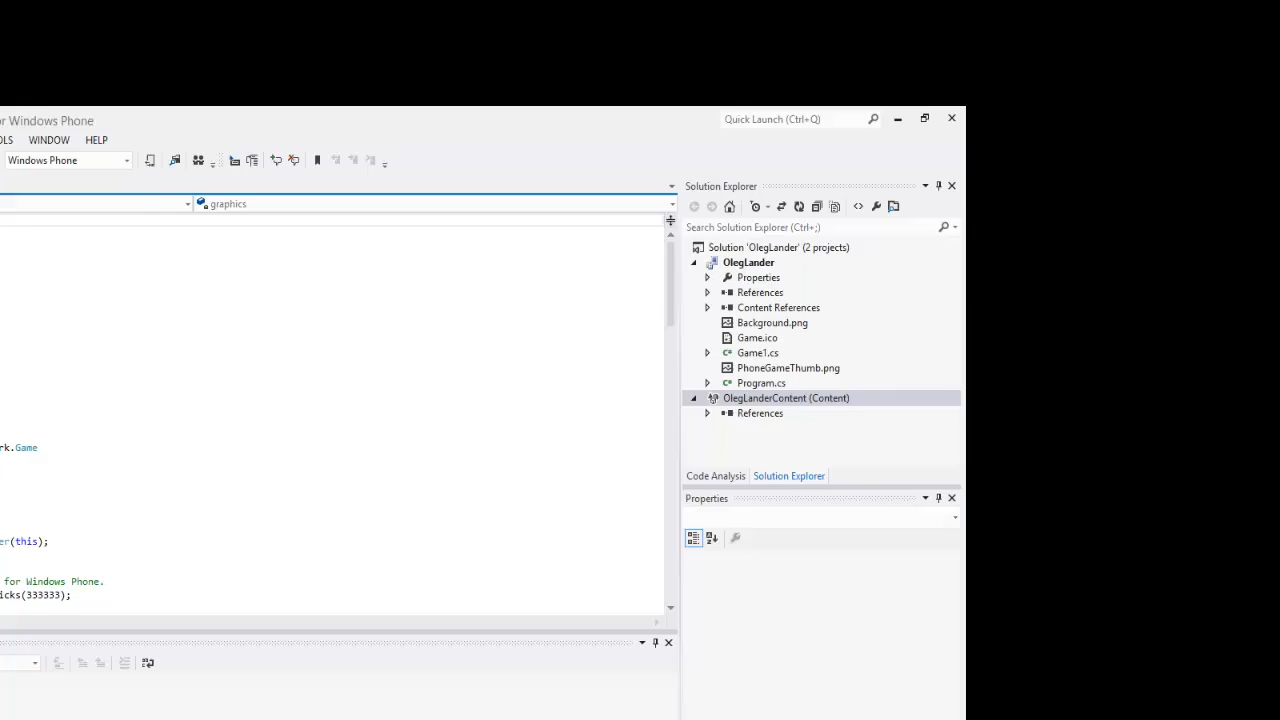 or Windows Phone
Quick Launch (Ctrl+Q)
OLS WINDOW HELP
Windows Phone
Solution Explorer
graphics
Search Solution Explorer (Ctrl+;)
Solution 'OlegLander' (2 projects)
OlegLander
Properties
References
Content References
Background.png
Game.ico
C# Game1.cs
PhoneGameThumb.png
C# Program.cs
OlegLanderContent (Content)
References
rk.Game
Code Analysis Solution Explorer
Properties
er(this);
for Windows Phone.
icks(333333);